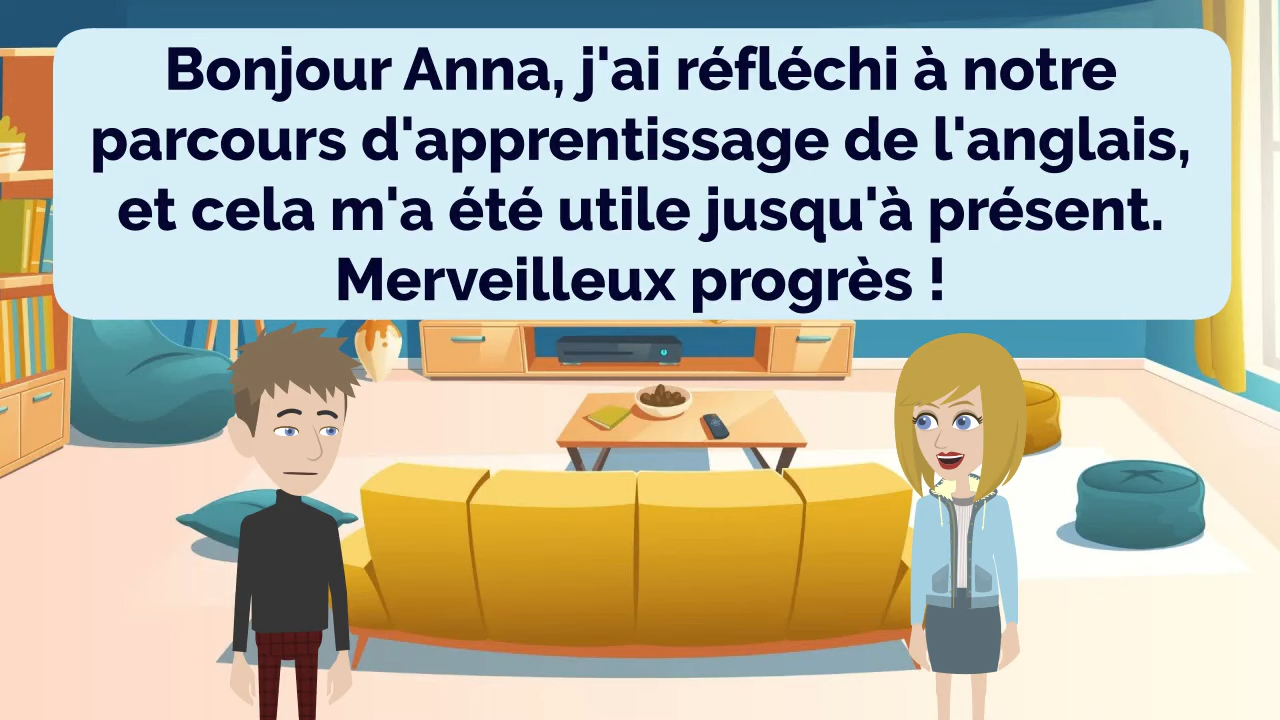 Bonjour Anna, j'ai réfléchi à notre
parcours d'apprentissage de l'anglais,
et cela m'a été utile jusqu'à présent.
Merveilleux progrès !